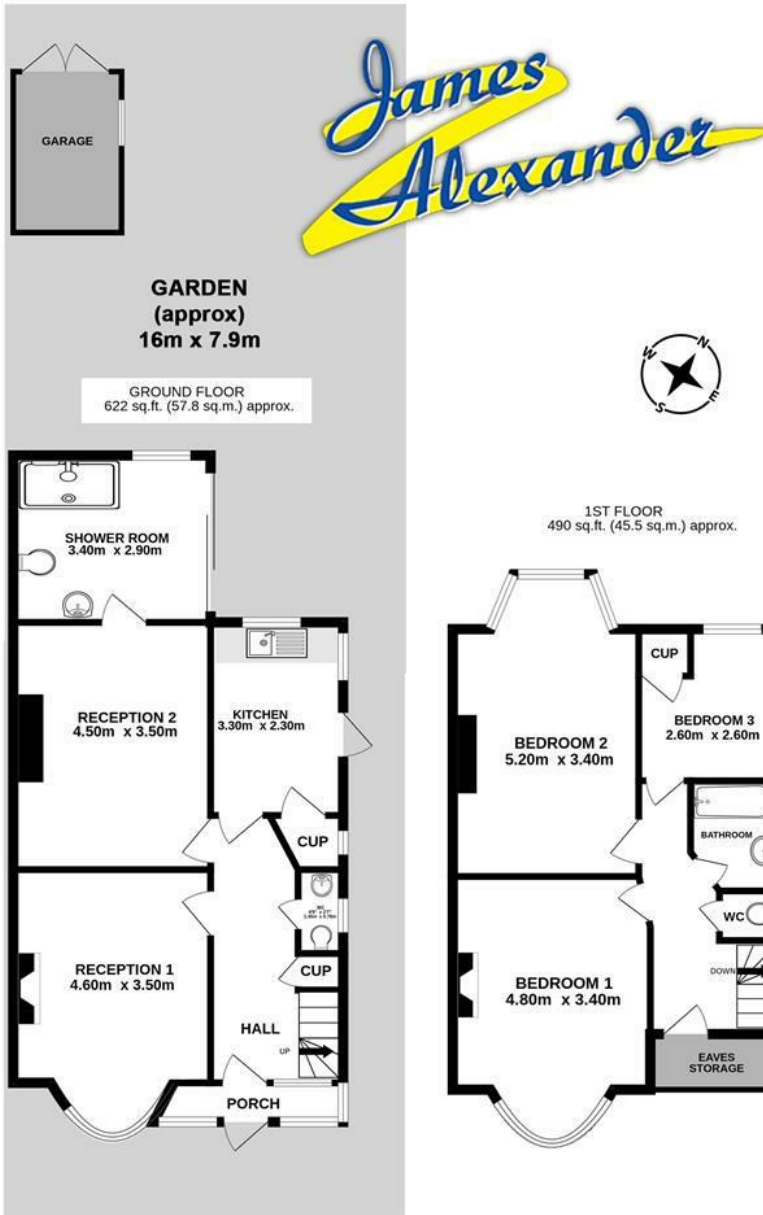 James
Alexander
GARAGE
GARDEN
(approx)
16m x 7.9m
GROUND FLOOR
622 sq.ft. (57.8 sq.m.) approx.
N
W
E
S
SHOWER ROOM
3.40m x 2.90m
RECEPTION 2
4.50m x 3.50m
KITCHEN
3.30m x 2.30m
CUP
WC
CUP
RECEPTION 1
4.60m x 3.50m
HALL
UP
PORCH
1ST FLOOR
490 sq.ft. (45.5 sq.m.) approx.
CUP
BEDROOM 3
2.60m x 2.60m
BEDROOM 2
5.20m x 3.40m
BATHROOM
WC
DOWN
BEDROOM 1
4.80m x 3.40m
EAVES
STORAGE